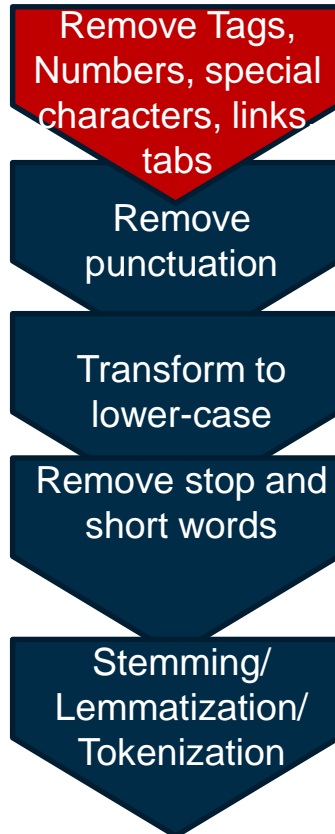 Remove Tags,
Numbers, special
characters, links
tabs
Remove
punctuation
Transform to
lower-case
Remove stop and
short words
Stemming/
Lemmatization/
Tokenization